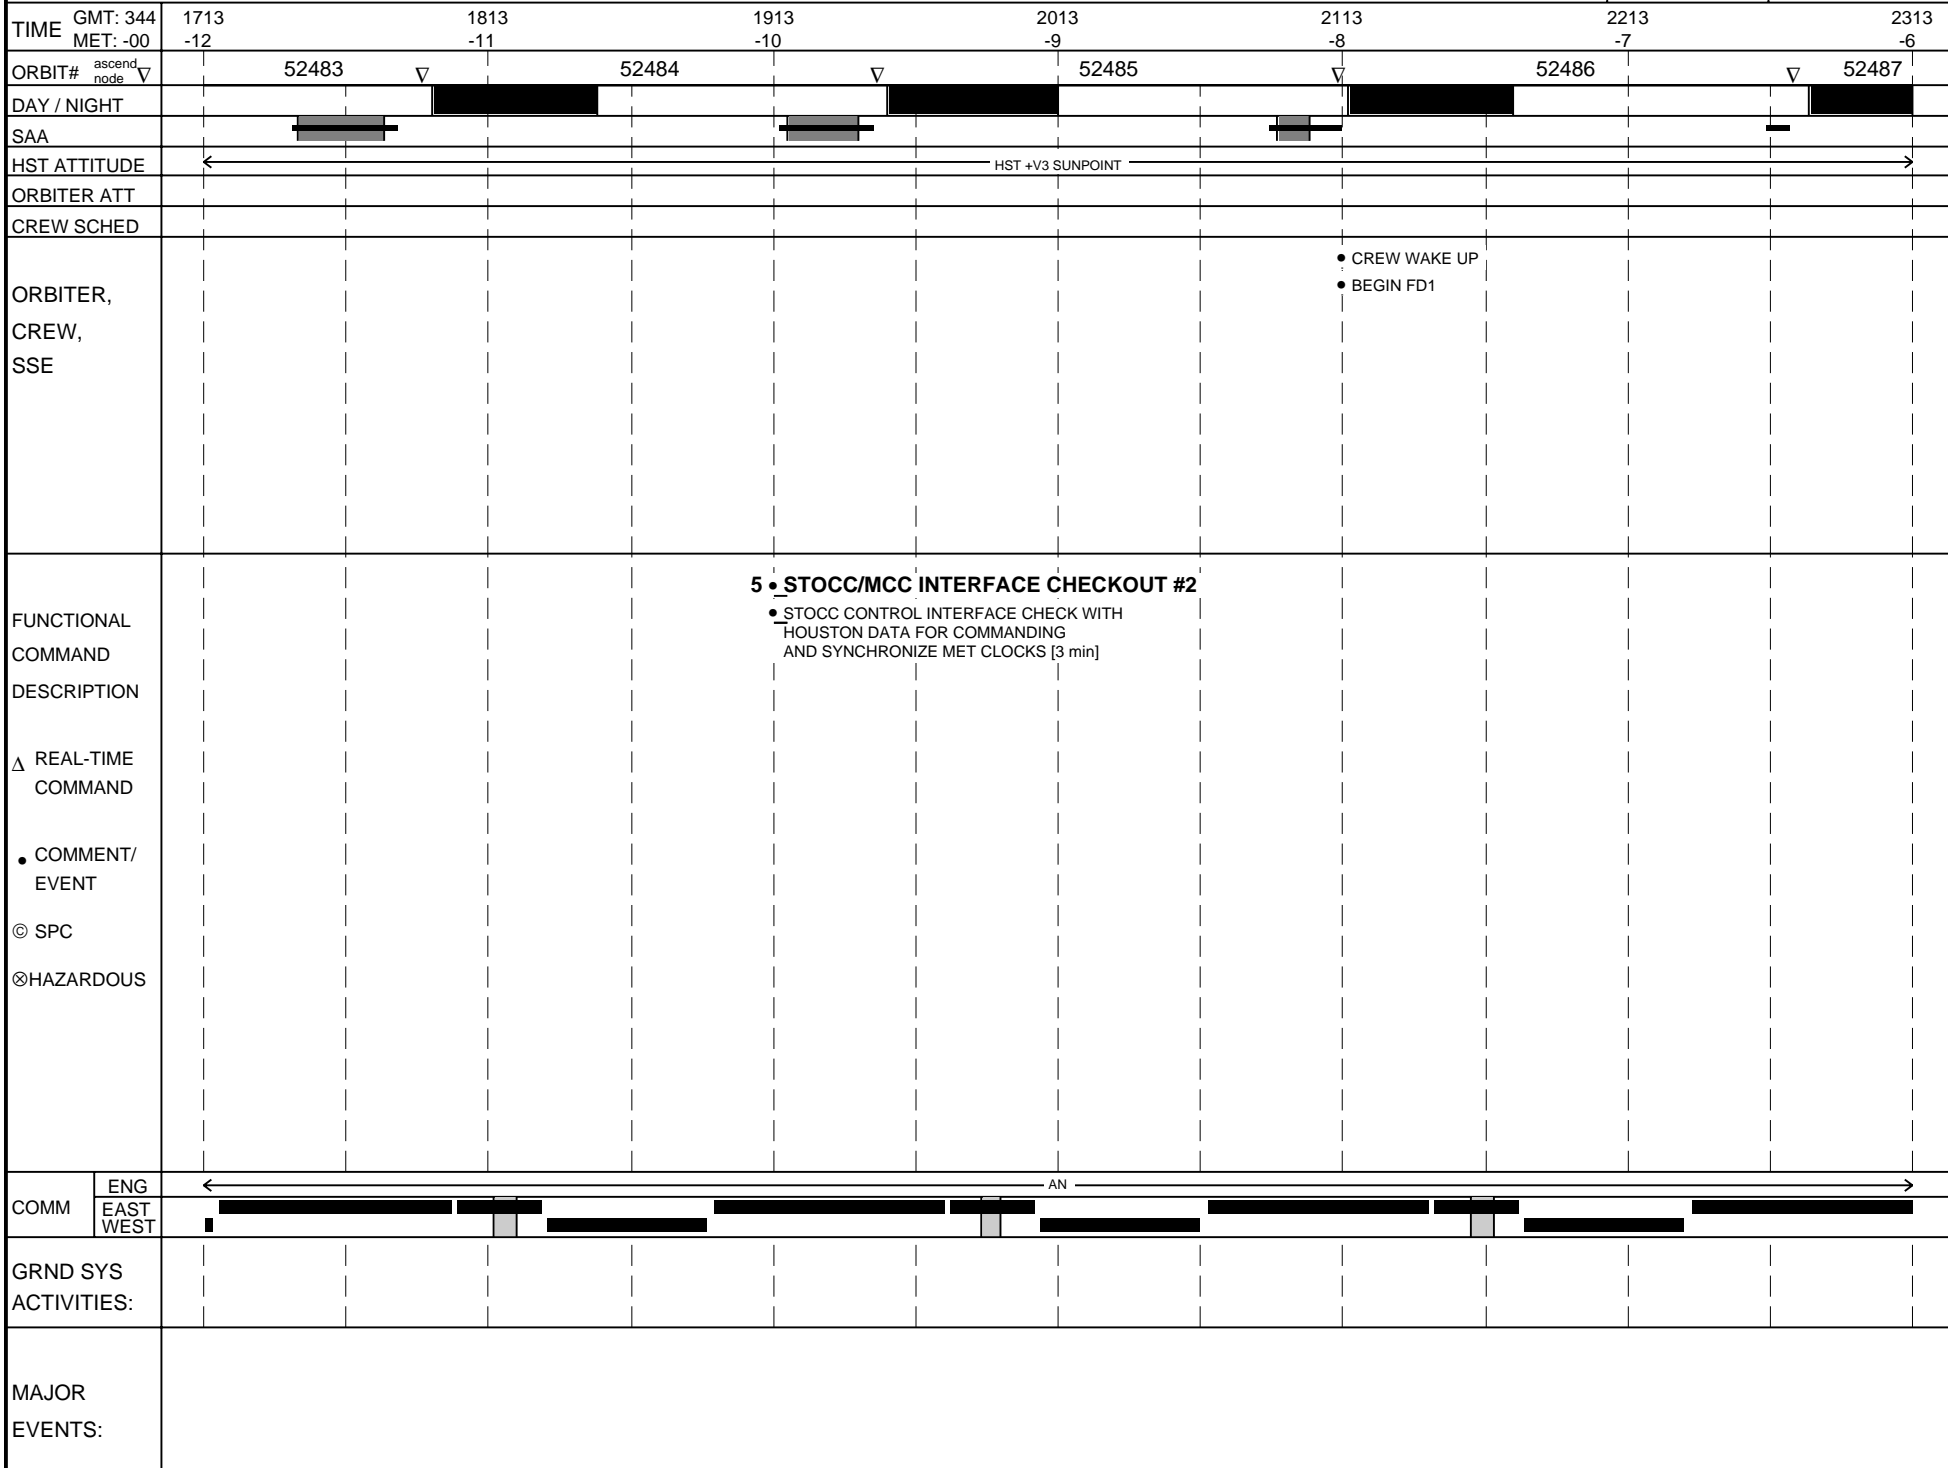 TIME GMT: 344 1713 1813 1913 2013 2113 2213 2313
MET: -00 -12 -11 -10 -9 -8 -7 -6
ORBIT# ascend node ∇ 52483 ∇ 52484 ∇ 52485 ∇ 52486 ∇ 52487
DAY / NIGHT
SAA
HST ATTITUDE HST +V3 SUNPOINT
ORBITER ATT
CREW SCHED
• CREW WAKE UP
• BEGIN FD1
ORBITER,
CREW,
SSE
5 • STOCC/MCC INTERFACE CHECKOUT #2
• STOCC CONTROL INTERFACE CHECK WITH
HOUSTON DATA FOR COMMANDING
AND SYNCHRONIZE MET CLOCKS [3 min]
FUNCTIONAL
COMMAND
DESCRIPTION
Δ REAL-TIME
COMMAND
• COMMENT/
EVENT
© SPC
⊗HAZARDOUS
COMM ENG AN
EAST
WEST
GRND SYS
ACTIVITIES:
MAJOR
EVENTS: